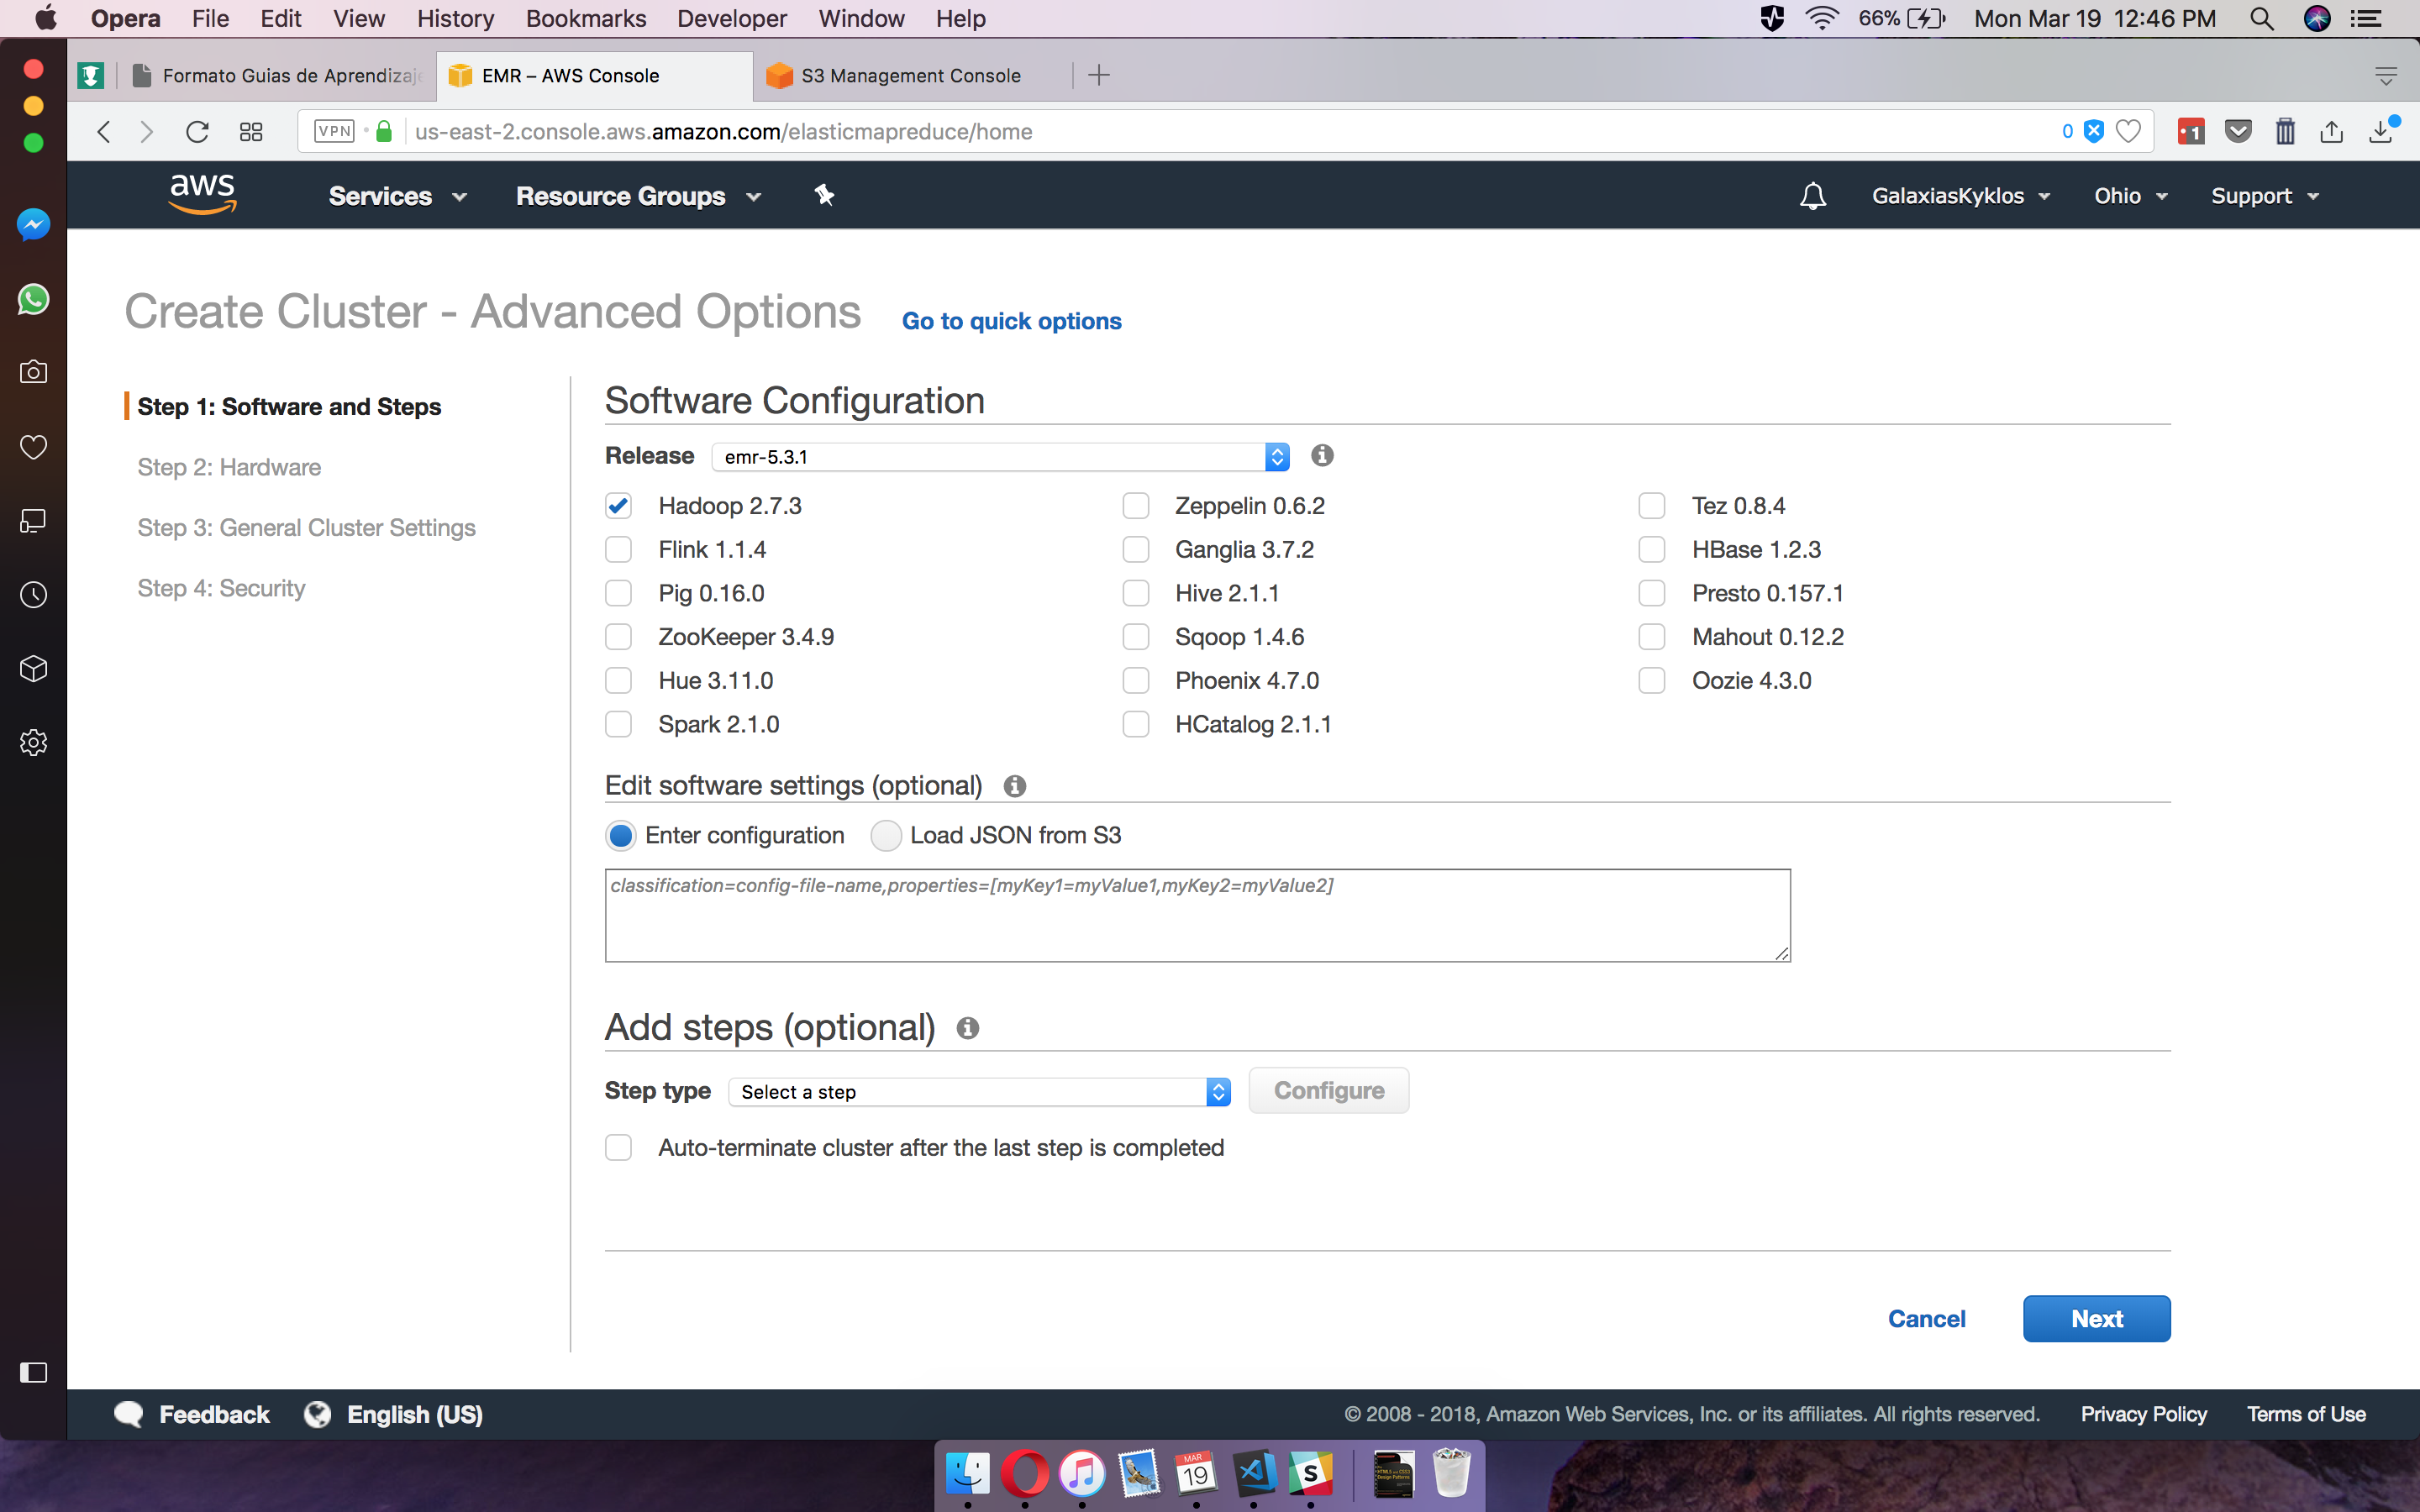 Opera File Edit View History Bookmarks Developer Window Help 66% Mon Mar 19 12:46 PM
Formato Guias de Aprendizaje EMR – AWS Console S3 Management Console
VPN us-east-2.console.aws.amazon.com/elasticmapreduce/home 0 1
aws Services Resource Groups GalaxiasKyklos Ohio Support
Create Cluster - Advanced Options Go to quick options
Step 1: Software and Steps
Step 2: Hardware
Step 3: General Cluster Settings
Step 4: Security
Software Configuration
Release emr-5.3.1
Hadoop 2.7.3 Zeppelin 0.6.2 Tez 0.8.4
Flink 1.1.4 Ganglia 3.7.2 HBase 1.2.3
Pig 0.16.0 Hive 2.1.1 Presto 0.157.1
ZooKeeper 3.4.9 Sqoop 1.4.6 Mahout 0.12.2
Hue 3.11.0 Phoenix 4.7.0 Oozie 4.3.0
Spark 2.1.0 HCatalog 2.1.1
Edit software settings (optional)
Enter configuration Load JSON from S3
classification=config-file-name,properties=[myKey1=myValue1,myKey2=myValue2]
Add steps (optional)
Step type Select a step Configure
Auto-terminate cluster after the last step is completed
Cancel Next
Feedback English (US) © 2008 - 2018, Amazon Web Services, Inc. or its affiliates. All rights reserved. Privacy Policy Terms of Use
MAR
19
S